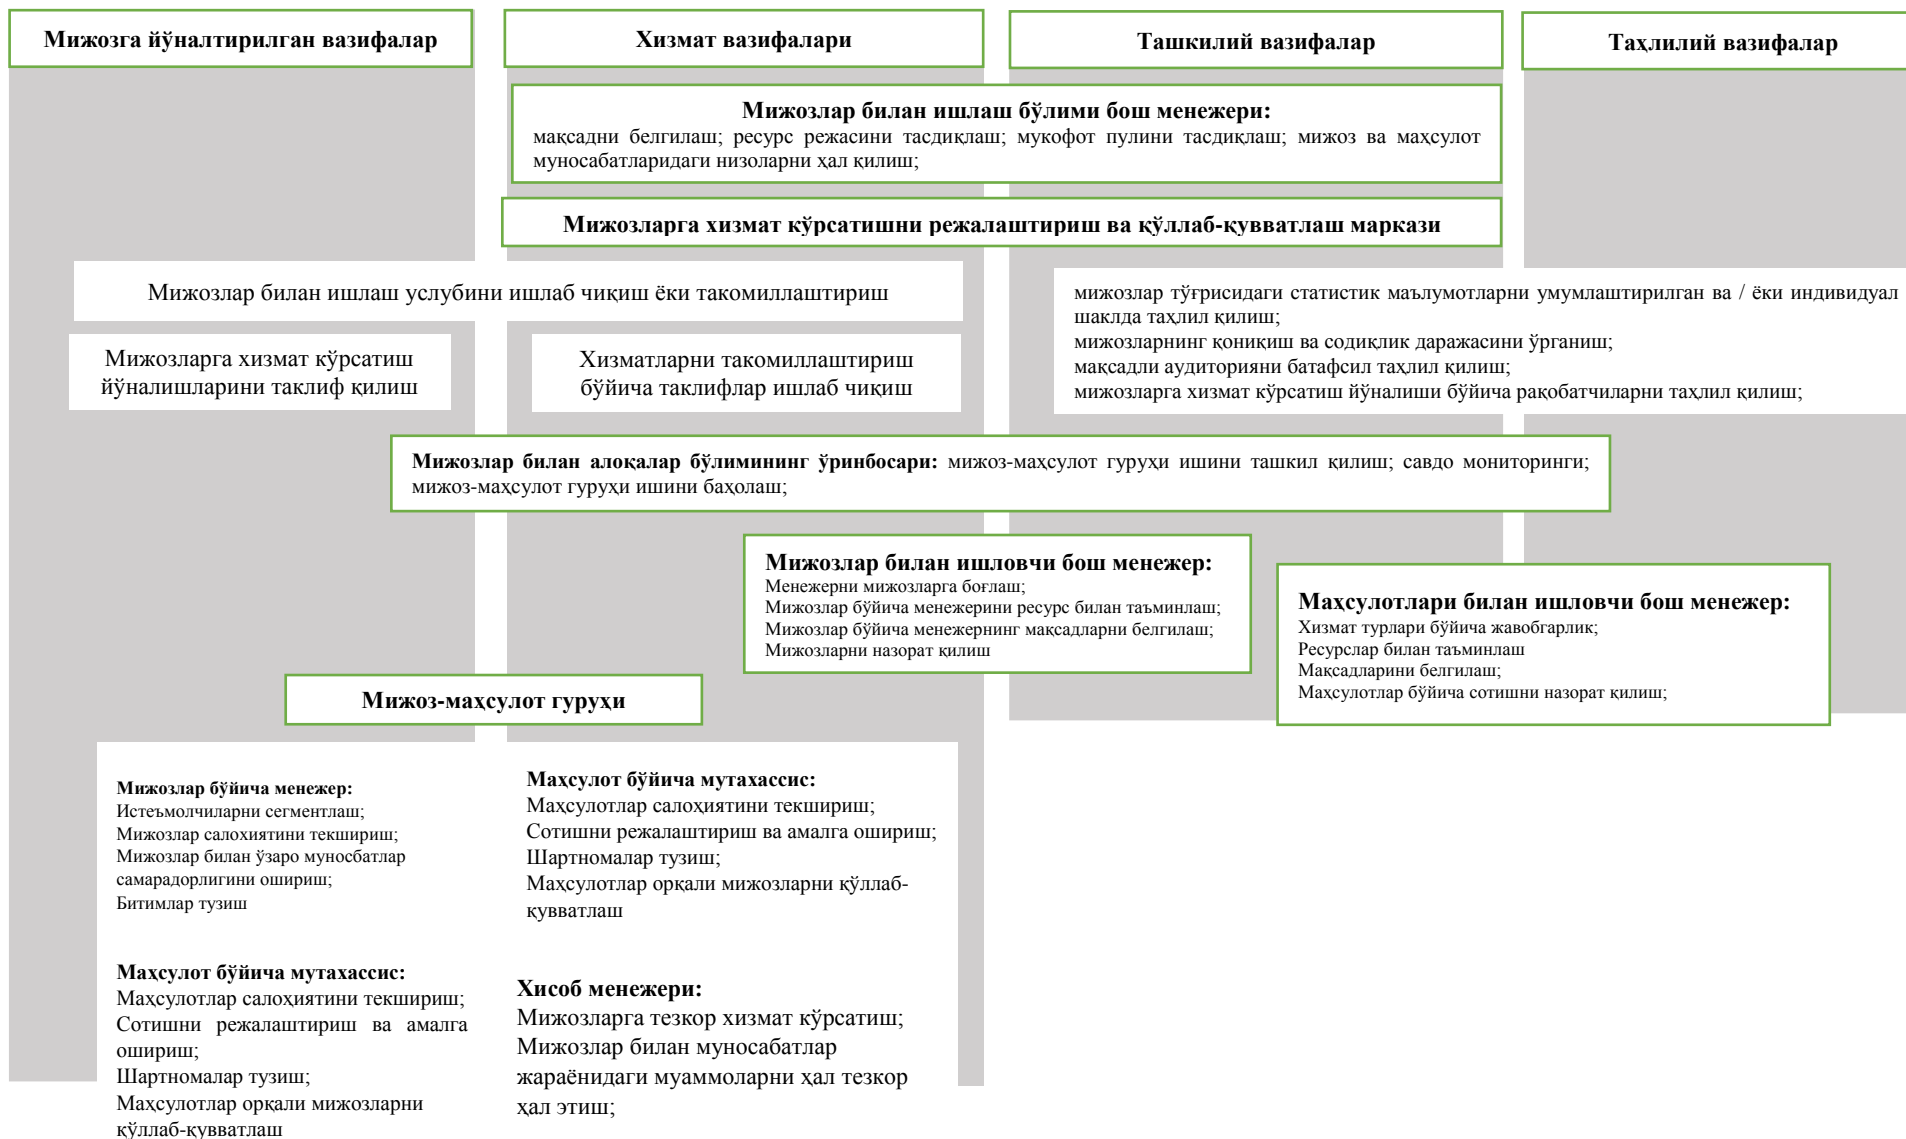 Мижозга йўналтирилган вазифалар
Хизмат вазифалари
Ташкилий вазифалар
Таҳлилий вазифалар
Мижозлар билан ишлаш бўлими бош менежери:
мақсадни белгилаш; ресурс режасини тасдиқлаш; мукофот пулини тасдиқлаш; мижоз ва маҳсулот
муносабатларидаги низоларни ҳал қилиш;
Мижозларга хизмат кўрсатишни режалаштириш ва қўллаб-қувватлаш маркази
Мижозлар билан ишлаш услубини ишлаб чиқиш ёки такомиллаштириш
Мижозларга хизмат кўрсатиш
йўналишларини таклиф қилиш
Хизматларни такомиллаштириш
бўйича таклифлар ишлаб чиқиш
мижозлар тўғрисидаги статистик маълумотларни умумлаштирилган ва / ёки индивидуал
шаклда таҳлил қилиш;
мижозларнинг қониқиш ва содиқлик даражасини ўрганиш;
мақсадли аудиторияни батафсил таҳлил қилиш;
мижозларга хизмат кўрсатиш йўналиши бўйича рақобатчиларни таҳлил қилиш;
Мижозлар билан алоқалар бўлимининг ўринбосари: мижоз-маҳсулот гуруҳи ишини ташкил қилиш; савдо мониторинги;
мижоз-маҳсулот гуруҳи ишини баҳолаш;
Мижозлар билан ишловчи бош менежер:
Менежерни мижозларга боғлаш;
Мижозлар бўйича менежерини ресурс билан таъминлаш;
Мижозлар бўйича менежернинг мақсадларни белгилаш;
Мижозларни назорат қилиш
Маҳсулотлари билан ишловчи бош менежер:
Хизмат турлари бўйича жавобгарлик;
Ресурслар билан таъминлаш
Мақсадларини белгилаш;
Маҳсулотлар бўйича сотишни назорат қилиш;
Мижоз-маҳсулот гуруҳи
Мижозлар бўйича менежер:
Истеъмолчиларни сегментлаш;
Мижозлар салохиятини текшириш;
Мижозлар билан ўзаро муносбатлар
самарадорлигини ошириш;
Битимлар тузиш
Маҳсулот бўйича мутахассис:
Маҳсулотлар салоҳиятини текшириш;
Сотишни режалаштириш ва амалга
ошириш;
Шартномалар тузиш;
Маҳсулотлар орқали мижозларни
қўллаб-қувватлаш
Маҳсулот бўйича мутахассис:
Маҳсулотлар салоҳиятини текшириш;
Сотишни режалаштириш ва амалга ошириш;
Шартномалар тузиш;
Маҳсулотлар орқали мижозларни қўллаб-
қувватлаш
Хисоб менежери:
Мижозларга тезкор хизмат кўрсатиш;
Мижозлар билан муносабатлар
жараёнидаги муаммоларни ҳал тезкор
ҳал этиш;